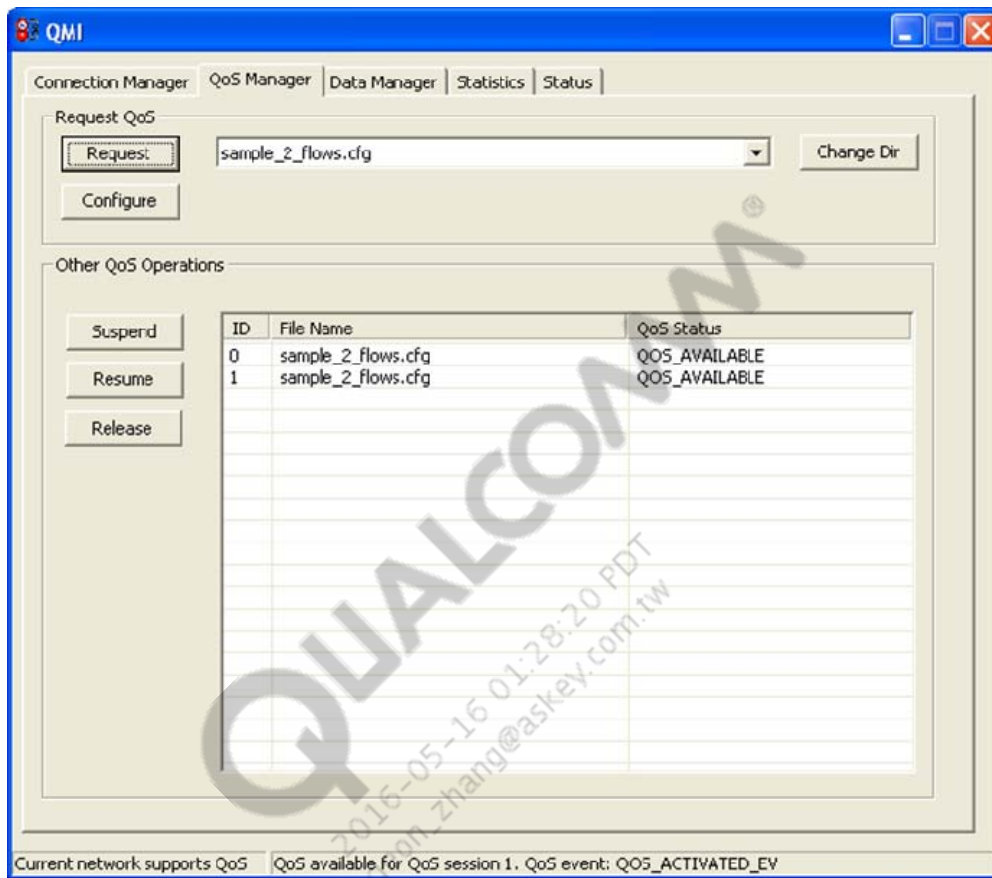 QMI
Connection Manager QoS Manager Data Manager Statistics Status
Request QoS
Request sample_2_flows.cfg Change Dir
Configure
Other QoS Operations
Suspend
Resume
Release
ID File Name QoS Status
0 sample_2_flows.cfg QOS_AVAILABLE
1 sample_2_flows.cfg QOS_AVAILABLE
QUALCOMM®
2016-05-16 01:28:20 PDT
zhang@askey.com.tw
Current network supports QoS QoS available for QoS session 1. QoS event: QOS_ACTIVATED_EV